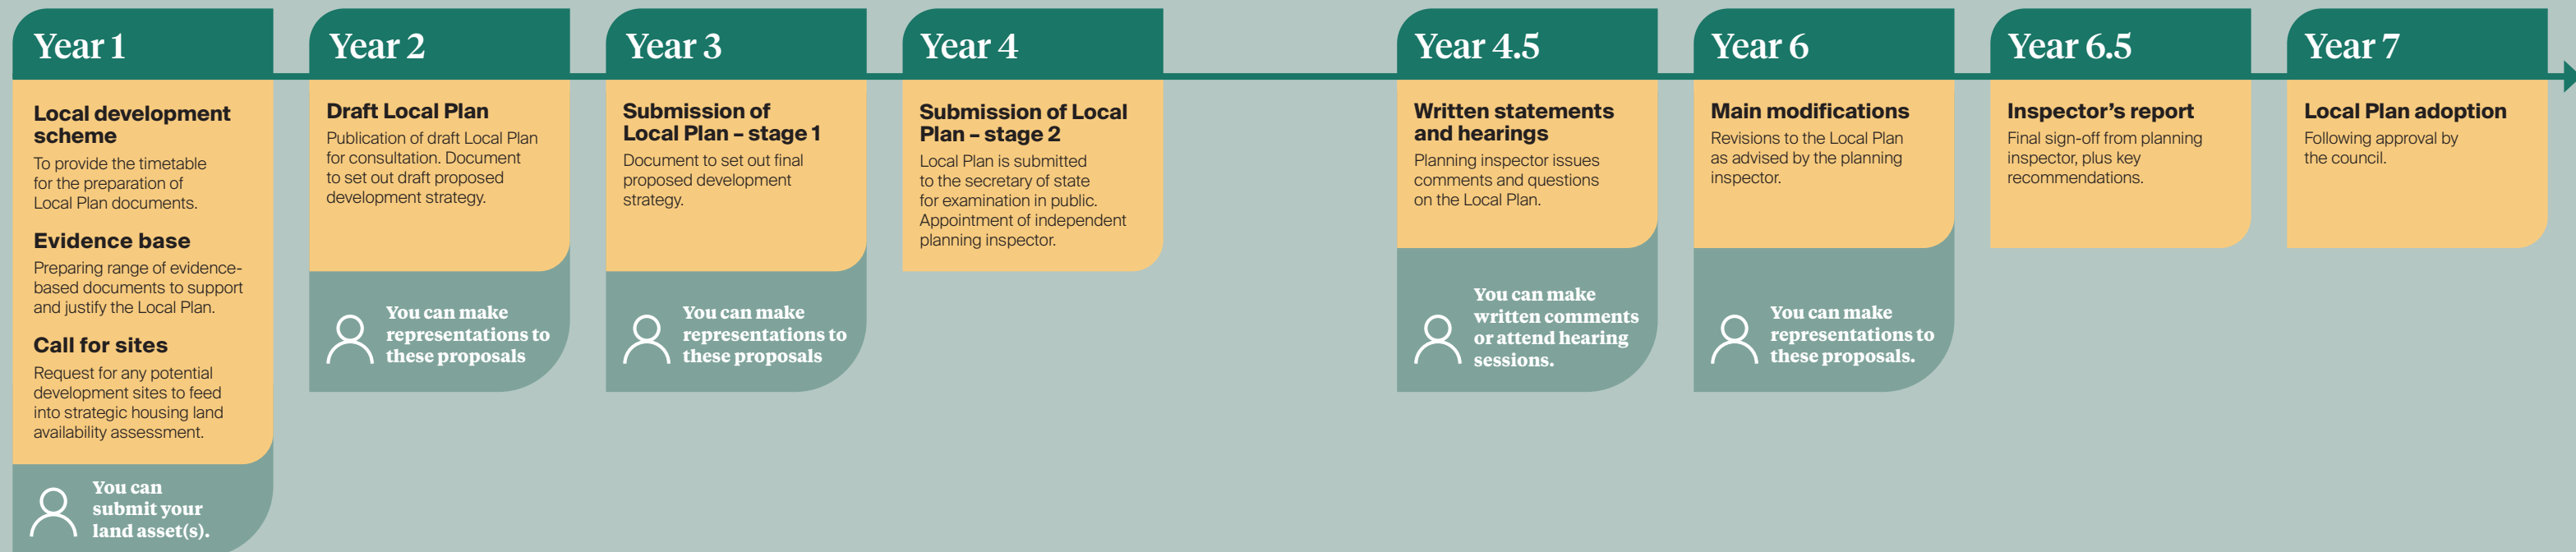 Year 1
Local development
scheme
To provide the timetable
for the preparation of
Local Plan documents.
Evidence base
Preparing range of evidence-
based documents to support
and justify the Local Plan.
Call for sites
Request for any potential
development sites to feed
into strategic housing land
availability assessment.
You can
submit your
land asset(s).
Year 2
Draft Local Plan
Publication of draft Local Plan
for consultation. Document
to set out draft proposed
development strategy.
You can make
representations to
these proposals
Year 3
Submission of
Local Plan – stage 1
Document to set out final
proposed development
strategy.
You can make
representations to
these proposals
Year 4
Submission of Local
Plan – stage 2
Local Plan is submitted
to the secretary of state
for examination in public.
Appointment of independent
planning inspector.
Year 4.5
Written statements
and hearings
Planning inspector issues
comments and questions
on the Local Plan.
You can make
written comments
or attend hearing
sessions.
Year 6
Main modifications
Revisions to the Local Plan
as advised by the planning
inspector.
You can make
representations to
these proposals.
Year 6.5
Inspector’s report
Final sign-off from planning
inspector, plus key
recommendations.
Year 7
Local Plan adoption
Following approval by
the council.